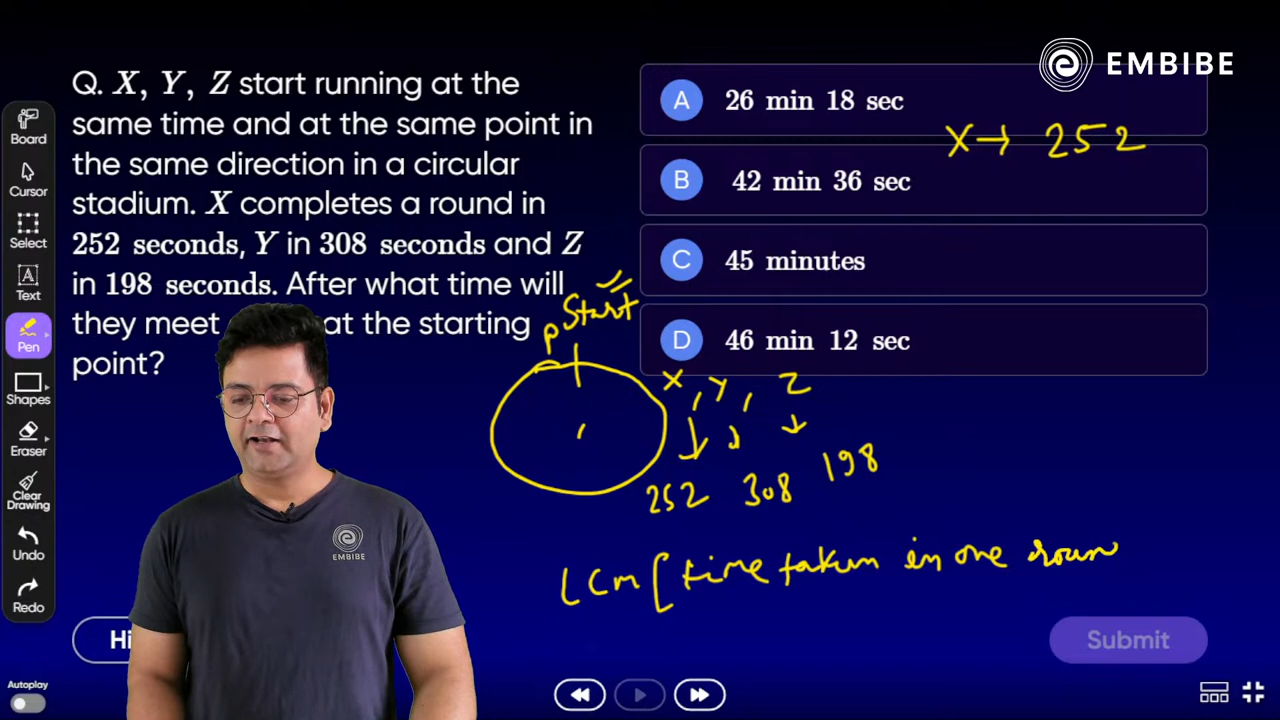 EMBIBE
Q. X, Y, Z start running at the
same time and at the same point in
the same direction in a circular
stadium. X completes a round in
252 seconds, Y in 308 seconds and Z
in 198 seconds. After what time will
they meet at the starting
point?
A 26 min 18 sec
X → 252
B 42 min 36 sec
C 45 minutes
D 46 min 12 sec
Board
Cursor
Select
Text
Pen
Shapes
Eraser
Clear
Drawing
Undo
Redo
P Start
X, Y, Z
252 308 198
LCM [time taken in one roun
EMBIBE
Hi
Submit
Autoplay